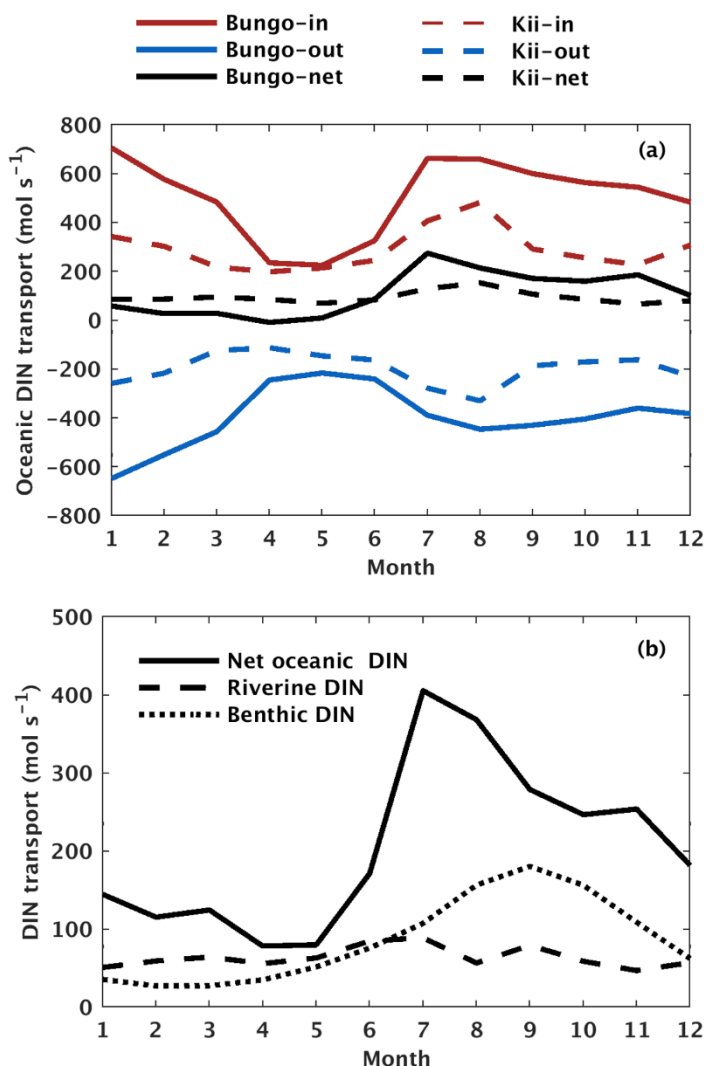 Bungo-in Kii-in
Bungo-out Kii-out
Bungo-net Kii-net
800
600
400
200
0
-200
-400
-600
-800
Oceanic DIN transport (mol s⁻¹)
(a)
1 2 3 4 5 6 7 8 9 10 11 12
Month
500
400
300
200
100
0
DIN transport (mol s⁻¹)
(b)
Net oceanic DIN
Riverine DIN
Benthic DIN
1 2 3 4 5 6 7 8 9 10 11 12
Month